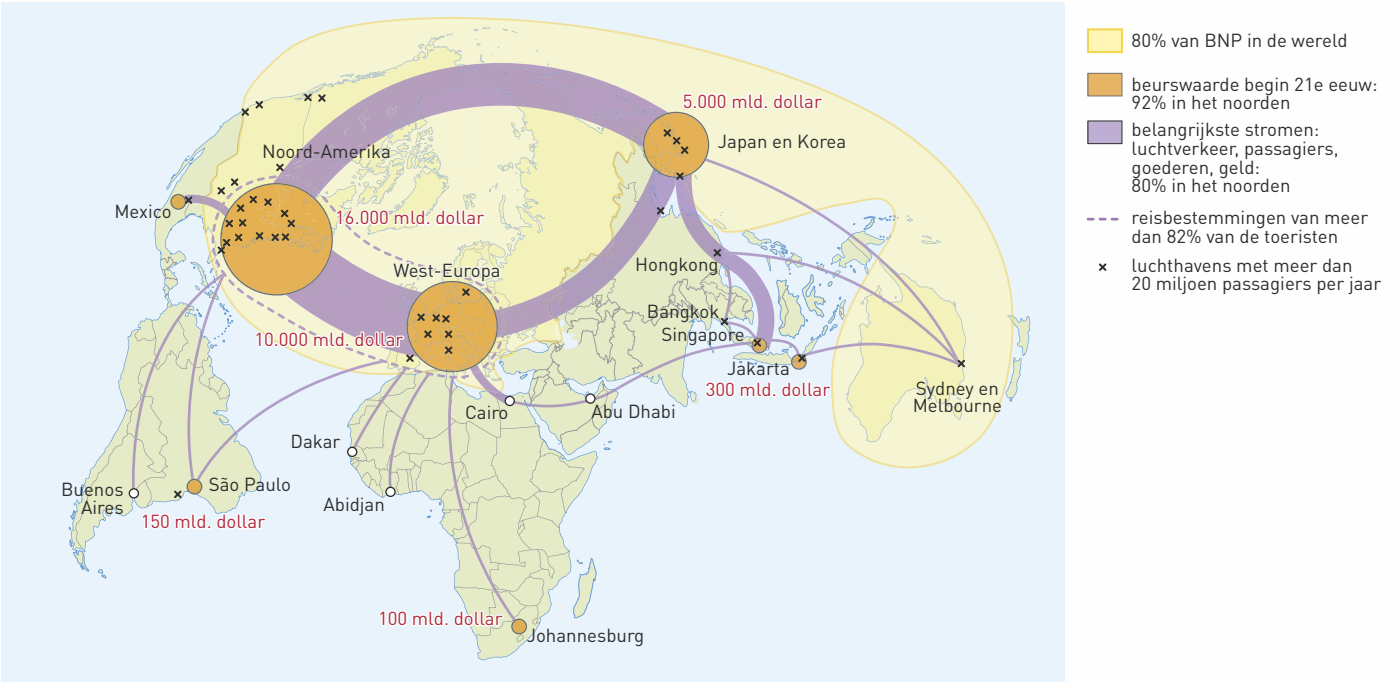 5.000 mld. dollar
Japan en Korea
Noord-Amerika
Mexico
16.000 mld. dollar
West-Europa
Hongkong
Bangkok
Singapore
10.000 mld. dollar
Jakarta
300 mld. dollar
Sydney en
Melbourne
Cairo
Abu Dhabi
Dakar
Abidjan
Buenos
Aires
São Paulo
150 mld. dollar
100 mld. dollar
Johannesburg
80% van BNP in de wereld
beurswaarde begin 21e eeuw:
92% in het noorden
belangrijkste stromen:
luchtverkeer, passagiers,
goederen, geld:
80% in het noorden
reisbestemmingen van meer
dan 82% van de toeristen
luchthavens met meer dan
20 miljoen passagiers per jaar